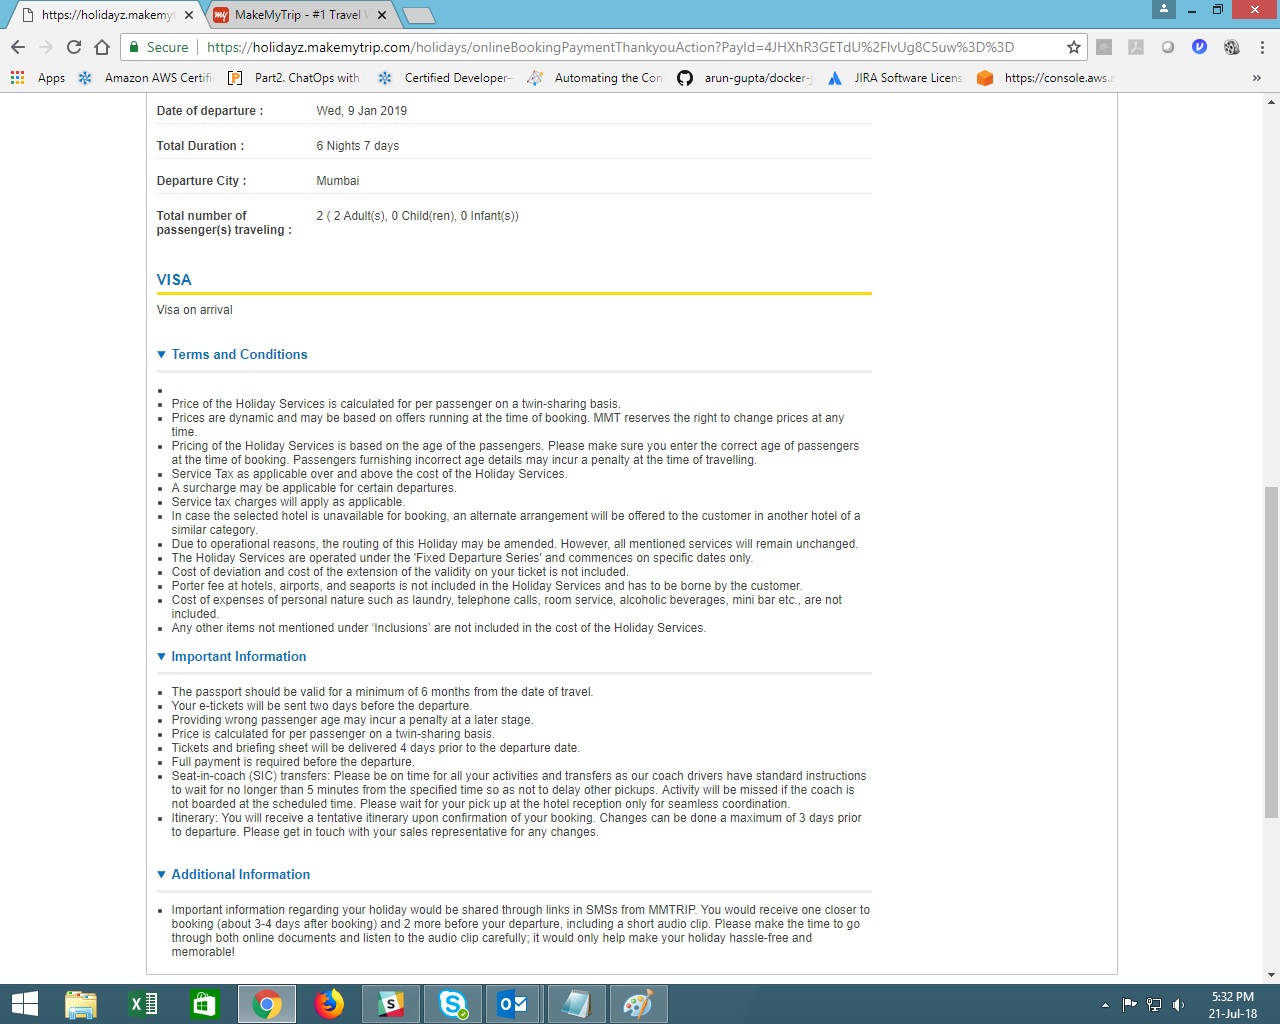 https://holidayz.makemyt
MakeMyTrip - #1 Travel W
Secure
https://holidayz.makemytrip.com/holidays/onlineBookingPaymentThankyouAction?PayId=4JHXhR3GETdU%2FlvUg8C5uw%3D%3D
Apps
Amazon AWS Certifi
Part2. ChatOps with
Certified Developer–
Automating the Con
arun-gupta/docker-
JIRA Software Licens
https://console.aws.
»
Date of departure : Wed, 9 Jan 2019
Total Duration : 6 Nights 7 days
Departure City : Mumbai
Total number of 2 ( 2 Adult(s), 0 Child(ren), 0 Infant(s))
passenger(s) traveling :
VISA
Visa on arrival
Terms and Conditions
Price of the Holiday Services is calculated for per passenger on a twin-sharing basis.
Prices are dynamic and may be based on offers running at the time of booking. MMT reserves the right to change prices at any
time.
Pricing of the Holiday Services is based on the age of the passengers. Please make sure you enter the correct age of passengers
at the time of booking. Passengers furnishing incorrect age details may incur a penalty at the time of travelling.
Service Tax as applicable over and above the cost of the Holiday Services.
A surcharge may be applicable for certain departures.
Service tax charges will apply as applicable.
In case the selected hotel is unavailable for booking, an alternate arrangement will be offered to the customer in another hotel of a
similar category.
Due to operational reasons, the routing of this Holiday may be amended. However, all mentioned services will remain unchanged.
The Holiday Services are operated under the 'Fixed Departure Series' and commences on specific dates only.
Cost of deviation and cost of the extension of the validity on your ticket is not included.
Porter fee at hotels, airports, and seaports is not included in the Holiday Services and has to be borne by the customer.
Cost of expenses of personal nature such as laundry, telephone calls, room service, alcoholic beverages, mini bar etc., are not
included.
Any other items not mentioned under ‘Inclusions’ are not included in the cost of the Holiday Services.
Important Information
The passport should be valid for a minimum of 6 months from the date of travel.
Your e-tickets will be sent two days before the departure.
Providing wrong passenger age may incur a penalty at a later stage.
Price is calculated for per passenger on a twin-sharing basis.
Tickets and briefing sheet will be delivered 4 days prior to the departure date.
Full payment is required before the departure.
Seat-in-coach (SIC) transfers: Please be on time for all your activities and transfers as our coach drivers have standard instructions
to wait for no longer than 5 minutes from the specified time so as not to delay other pickups. Activity will be missed if the coach is
not boarded at the scheduled time. Please wait for your pick up at the hotel reception only for seamless coordination.
Itinerary: You will receive a tentative itinerary upon confirmation of your booking. Changes can be done a maximum of 3 days prior
to departure. Please get in touch with your sales representative for any changes.
Additional Information
Important information regarding your holiday would be shared through links in SMSs from MMTRIP. You would receive one closer to
booking (about 3-4 days after booking) and 2 more before your departure, including a short audio clip. Please make the time to go
through both online documents and listen to the audio clip carefully; it would only help make your holiday hassle-free and
memorable!
5:32 PM
21-Jul-18